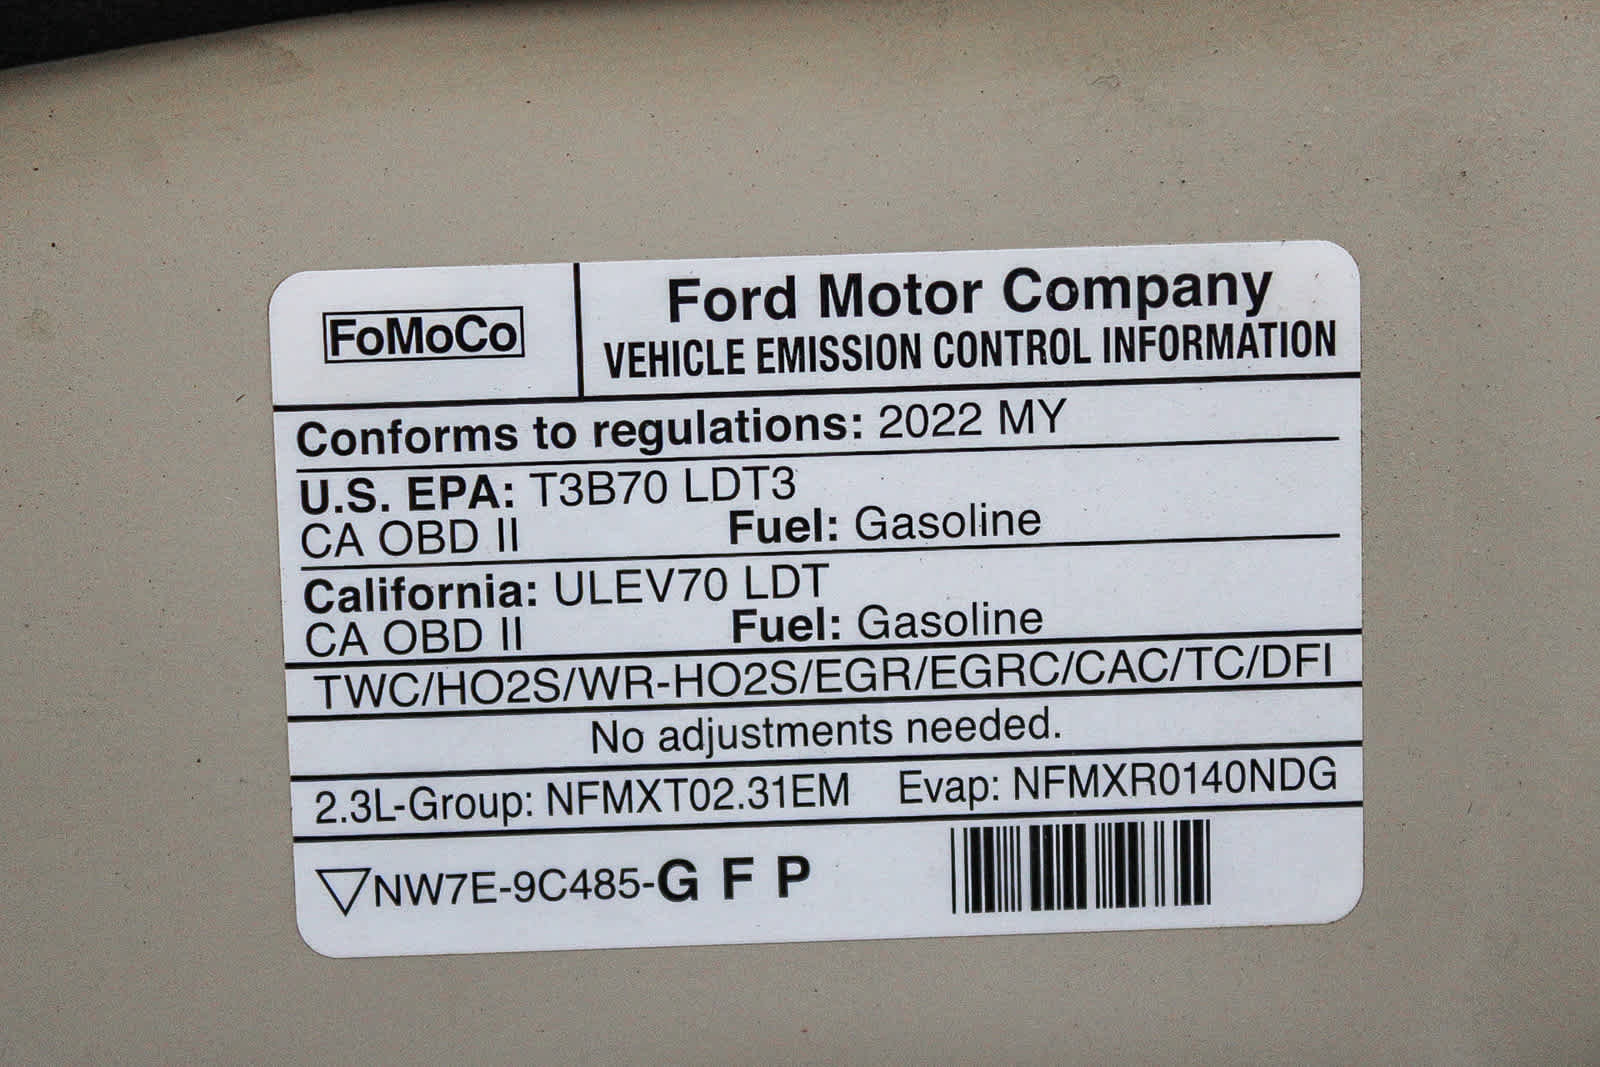 FoMoCo
Ford Motor Company
VEHICLE EMISSION CONTROL INFORMATION
Conforms to regulations: 2022 MY
U.S. EPA: T3B70 LDT3
CA OBD II Fuel: Gasoline
California: ULEV70 LDT
CA OBD II Fuel: Gasoline
TWC/HO2S/WR-HO2S/EGR/EGRC/CAC/TC/DFI
No adjustments needed.
2.3L-Group: NFMXT02.31EM Evap: NFMXR0140NDG
NW7E-9C485-G F P